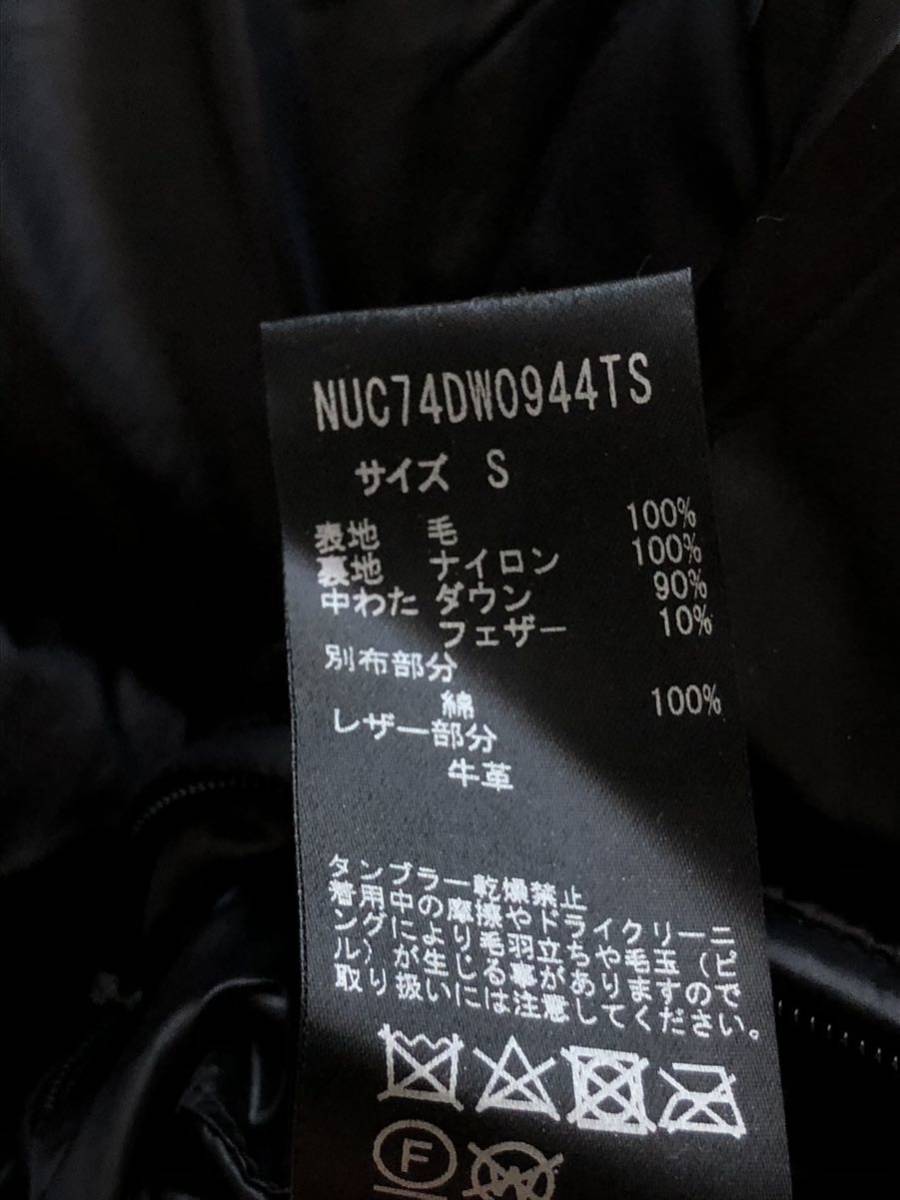 NUC74DW0944TS
サイズ S
表地 毛 100%
裏地 ナイロン 100%
中わた ダウン 90%
フェザー 10%
別布部分
綿 100%
レザー部分
牛革
タンブラー乾燥禁止
着用中の摩擦やドライクリーニ
ングにより毛羽立ちや毛玉(ピ
ル)が生じる事がありますので
取り扱いには注意してください。
F
W